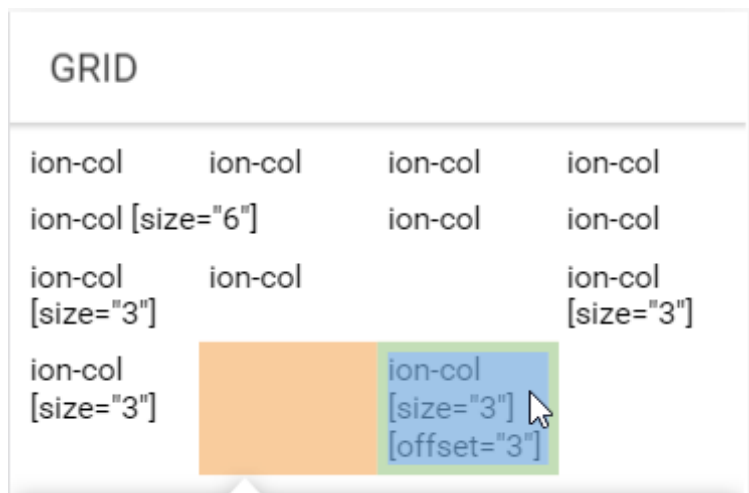 GRID
ion-col ion-col ion-col ion-col
ion-col [size="6"] ion-col ion-col
ion-col ion-col ion-col
[size="3"] [size="3"]
ion-col ion-col
[size="3"] [size="3"]
[offset="3"]